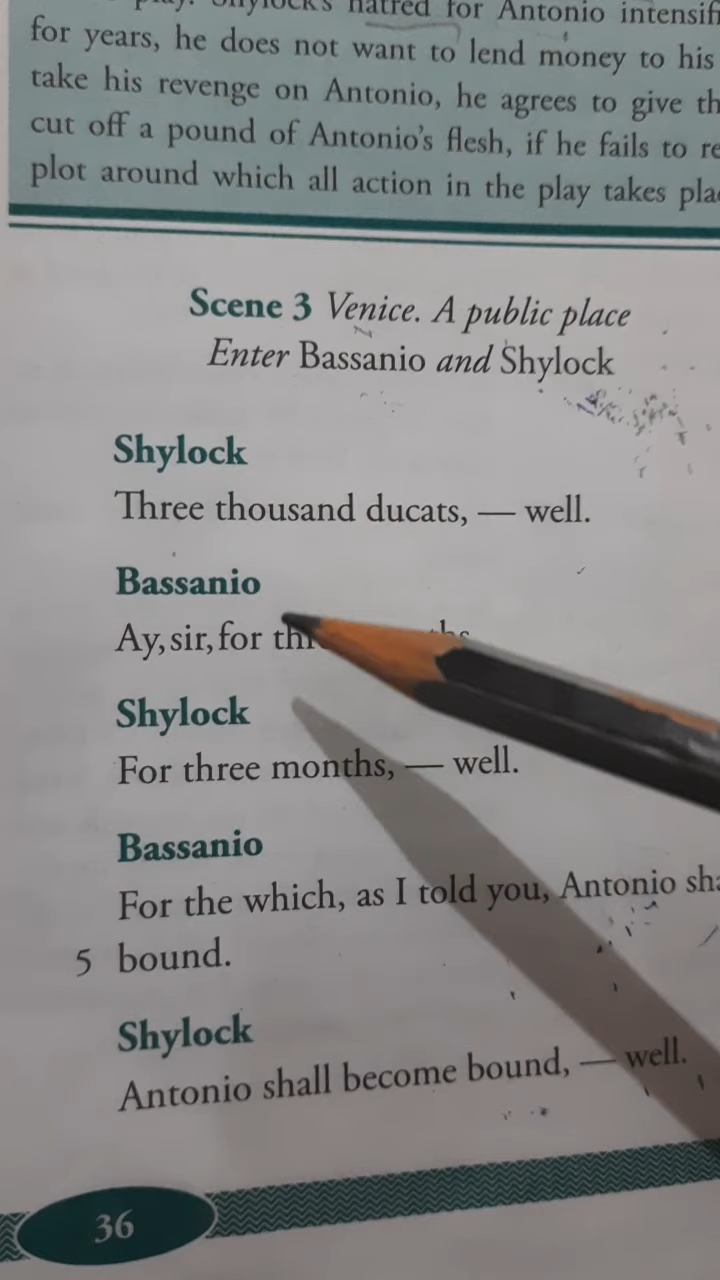 hatred for Antonio
for years, he does not want to lend money to his
take his revenge on Antonio, he agrees to give
cut off a pound of Antonio's flesh, if he fails to
plot around which all action in the play takes
Scene 3 Venice. A public place
Enter Bassanio and Shylock
Shylock
Three thousand ducats, — well.
Bassanio
Ay, sir, for
Shylock
For three months, — well.
Bassanio
For the which, as I told you, Antonio
5 bound.
Shylock
Antonio shall become bound, — well.
36